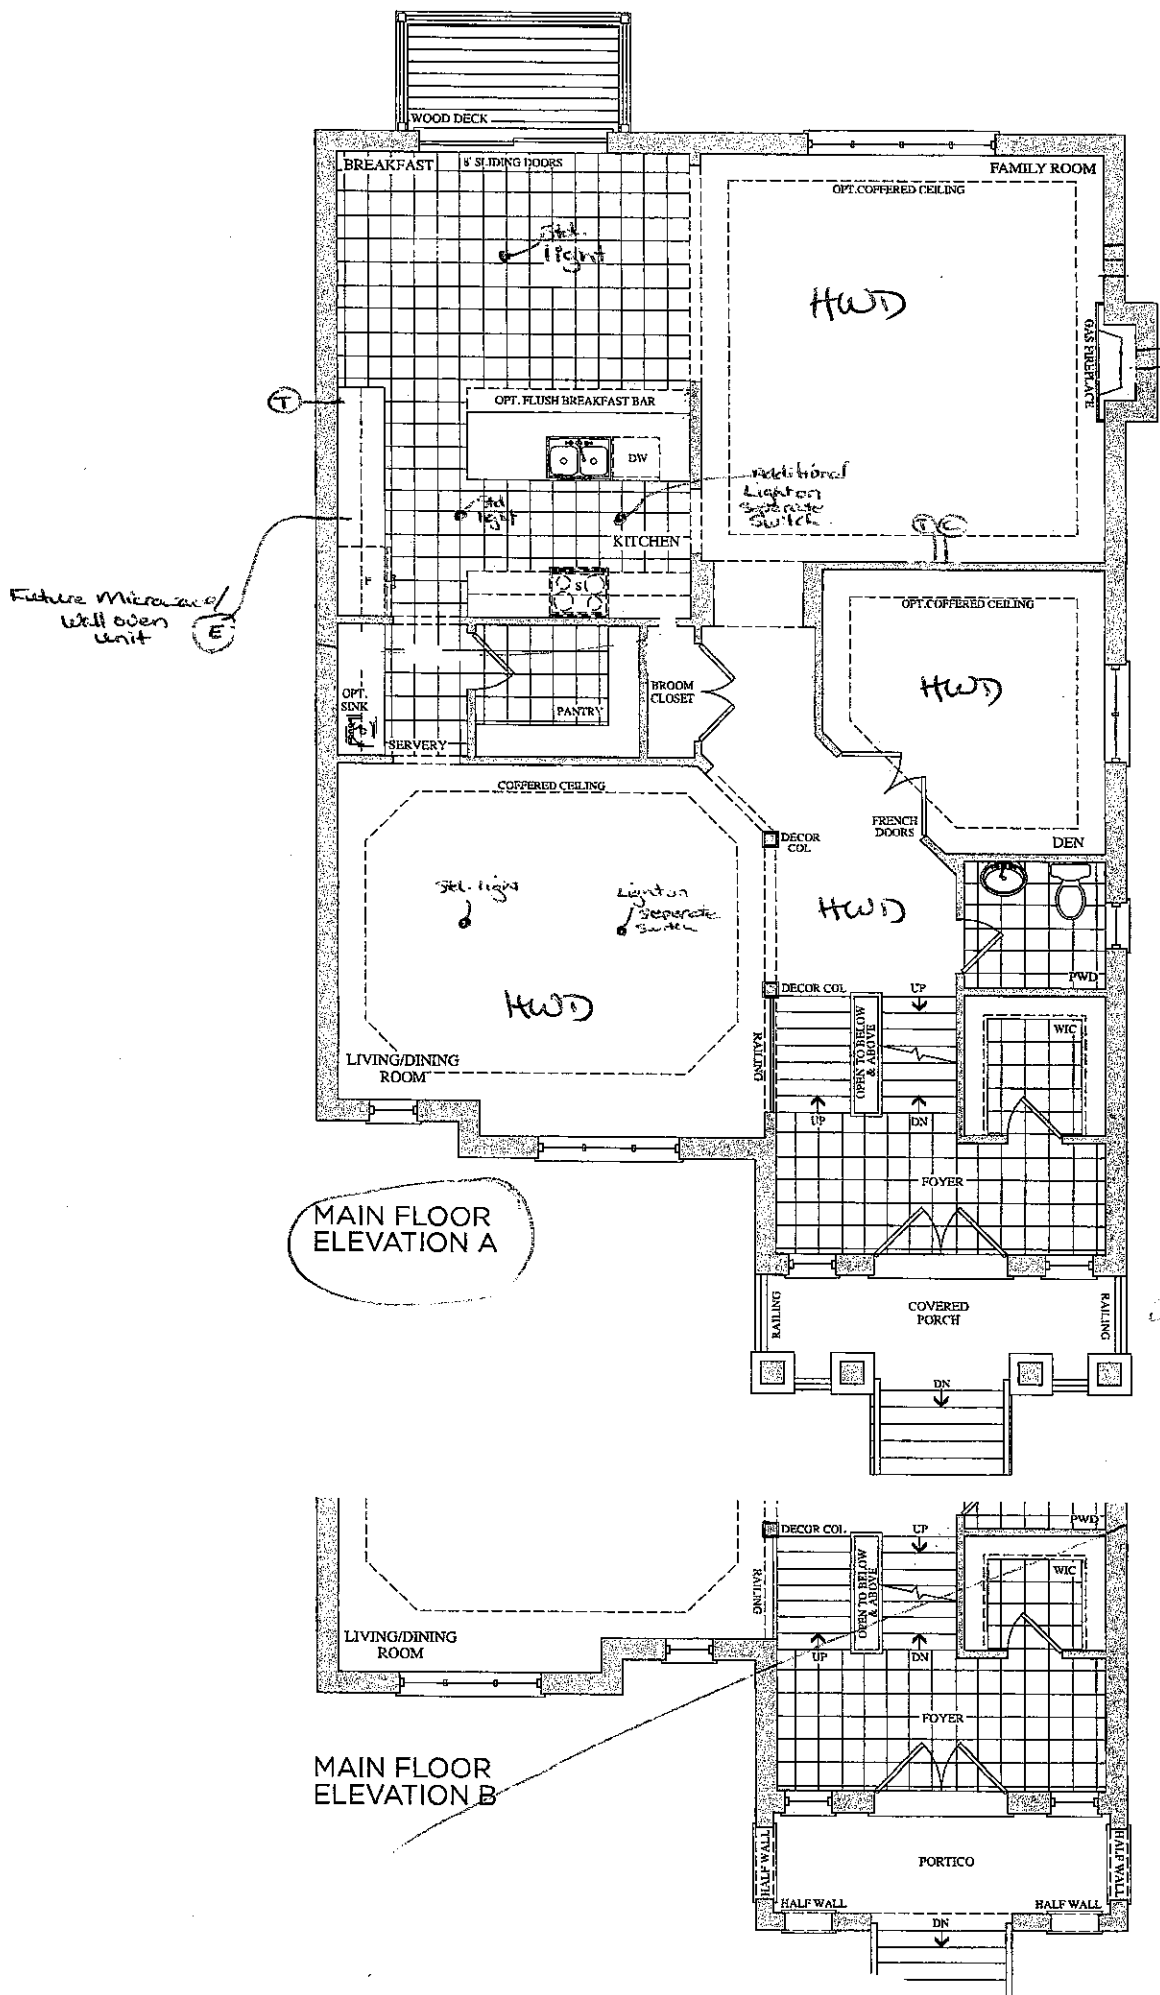 WOOD DECK
BREAKFAST
8' SLIDING DOORS
FAMILY ROOM
OPT.COFFERED CEILING
Std.
light
HWD
GAS FIREPLACE
T
OPT. FLUSH BREAKFAST BAR
DW
Additional
Light on
Seperate
Switch
Std
light
KITCHEN
T C
F
Future Microwave/
Wall oven
unit
E
OPT.COFFERED CEILING
HWD
OPT.
SINK
SERVERY
PANTRY
BROOM
CLOSET
COFFERED CEILING
FRENCH
DOORS
DEN
DECOR
COL
Std. light
Light on
Seperate
Switch
HWD
PWD
HWD
DECOR COL
UP
LIVING/DINING
ROOM
RAILING
OPEN TO BELOW
& ABOVE
WIC
UP
DN
FOYER
MAIN FLOOR
ELEVATION A
RAILING
COVERED
PORCH
RAILING
DN
DECOR COL.
UP
PWD
RAILING
OPEN TO BELOW
& ABOVE
WIC
LIVING/DINING
ROOM
UP
DN
FOYER
MAIN FLOOR
ELEVATION B
HALF WALL
PORTICO
HALF WALL
HALF WALL
HALF WALL
DN